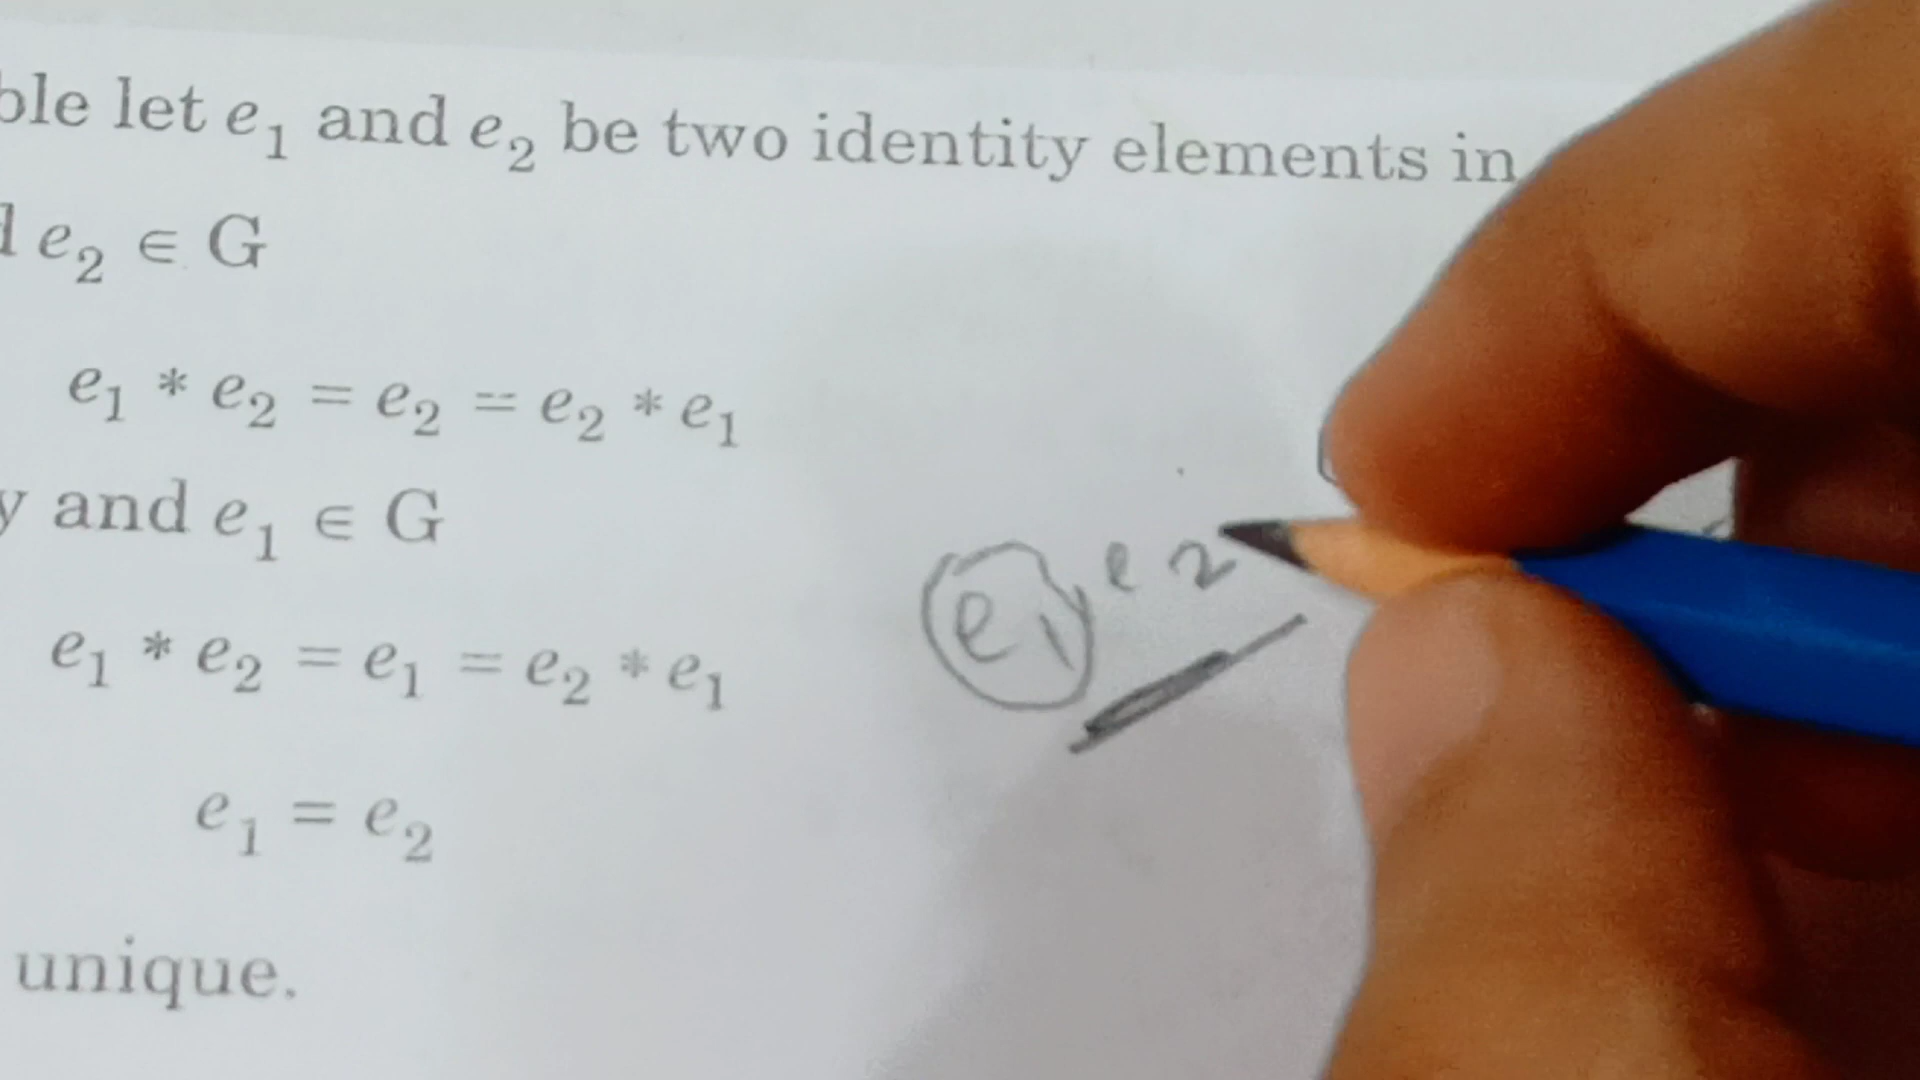 let e₁ and e₂ be two identity elements in
e₂ ∈ G
e₁ * e₂ = e₂ = e₂ * e₁
and e₁ ∈ G
e₁ * e₂ = e₁ = e₂ * e₁
e₁, e₂
e₁ = e₂
unique.